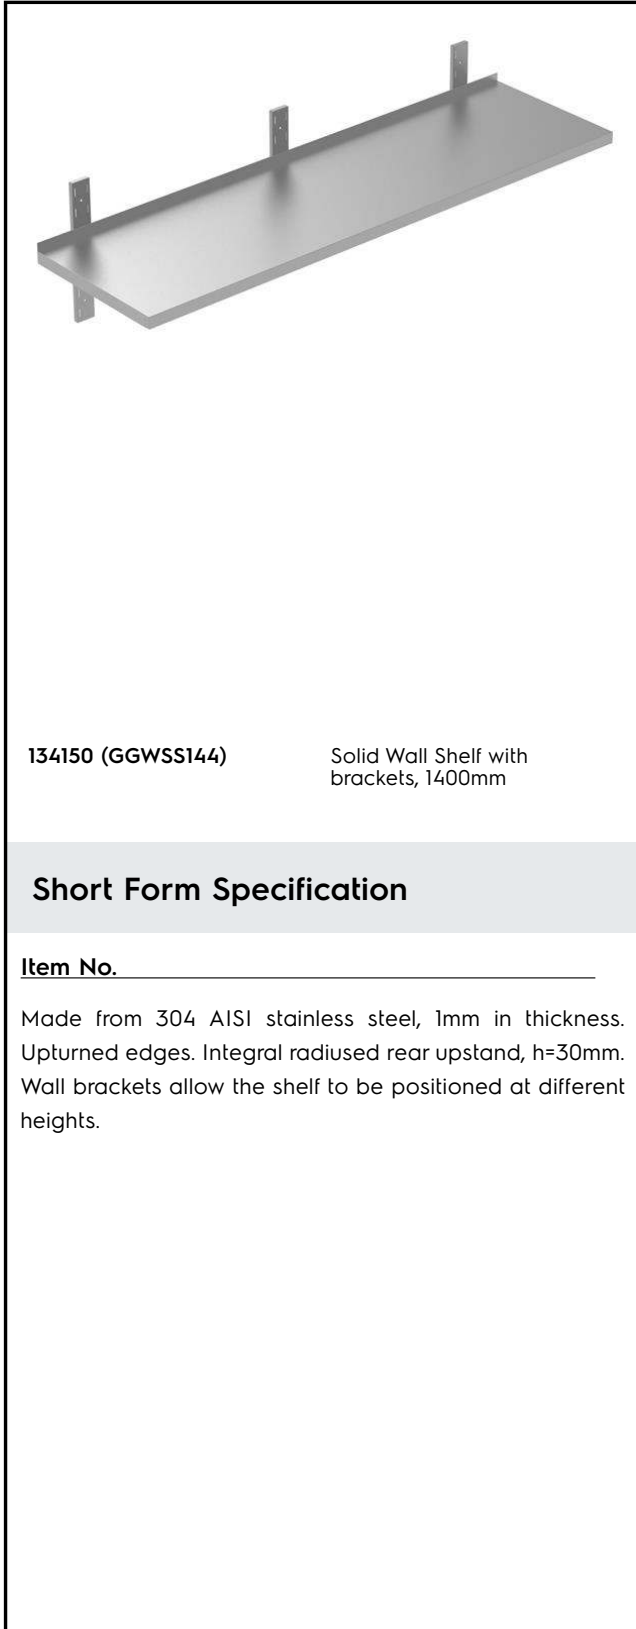 134150 (GGWSS144)
Solid Wall Shelf with
brackets, 1400mm
Short Form Specification
Item No.
Made from 304 AISI stainless steel, 1mm in thickness.
Upturned edges. Integral radiused rear upstand, h=30mm.
Wall brackets allow the shelf to be positioned at different
heights.